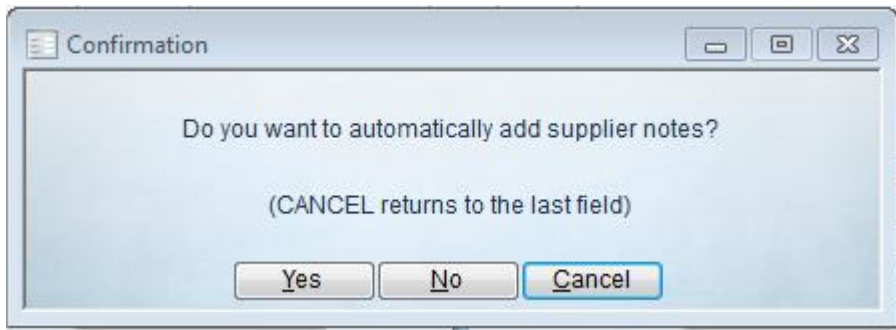 Confirmation
Do you want to automatically add supplier notes?
(CANCEL returns to the last field)
Yes No Cancel